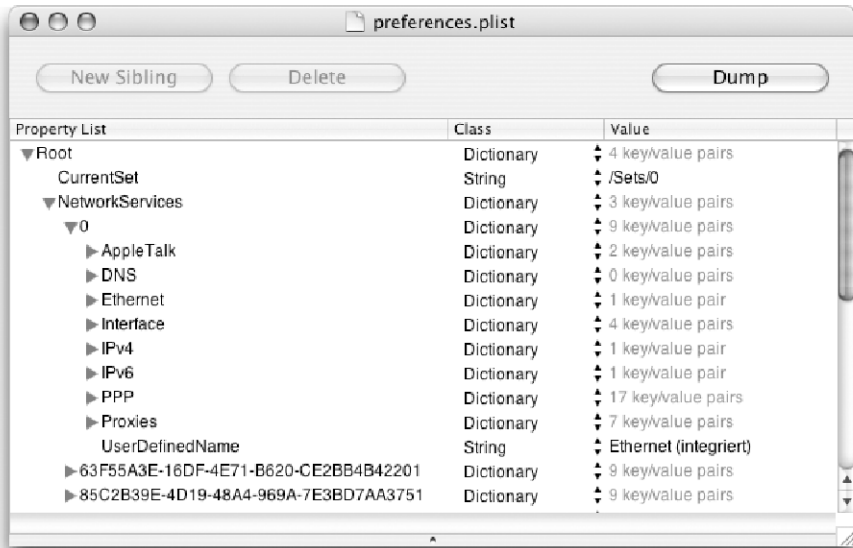 preferences.plist
New Sibling Delete Dump
Property List Class Value
Root Dictionary 4 key/value pairs
CurrentSet String /Sets/0
NetworkServices Dictionary 3 key/value pairs
0 Dictionary 9 key/value pairs
AppleTalk Dictionary 2 key/value pairs
DNS Dictionary 0 key/value pairs
Ethernet Dictionary 1 key/value pair
Interface Dictionary 4 key/value pairs
IPv4 Dictionary 1 key/value pair
IPv6 Dictionary 1 key/value pair
PPP Dictionary 17 key/value pairs
Proxies Dictionary 7 key/value pairs
UserDefinedName String Ethernet (integriert)
63F55A3E-16DF-4E71-B620-CE2BB4B42201 Dictionary 9 key/value pairs
85C2B39E-4D19-48A4-969A-7E3BD7AA3751 Dictionary 9 key/value pairs